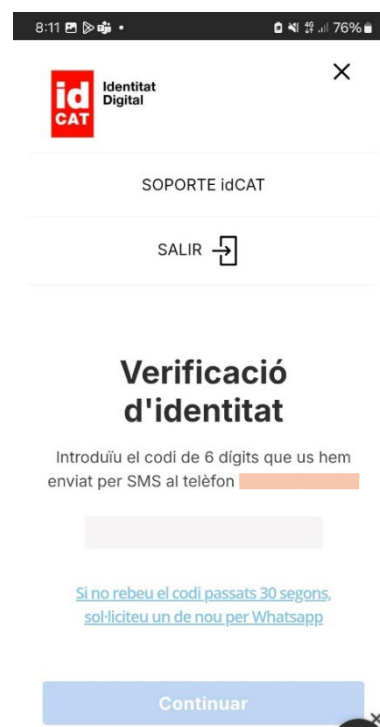 8:11
4G 76%
id
CAT
Identitat
Digital
SOPORTE idCAT
SALIR
Verificació
d'identitat
Introduïu el codi de 6 dígits que us hem
enviat per SMS al telèfon
Si no rebeu el codi passats 30 segons,
sol·liciteu un de nou per Whatsapp
Continuar